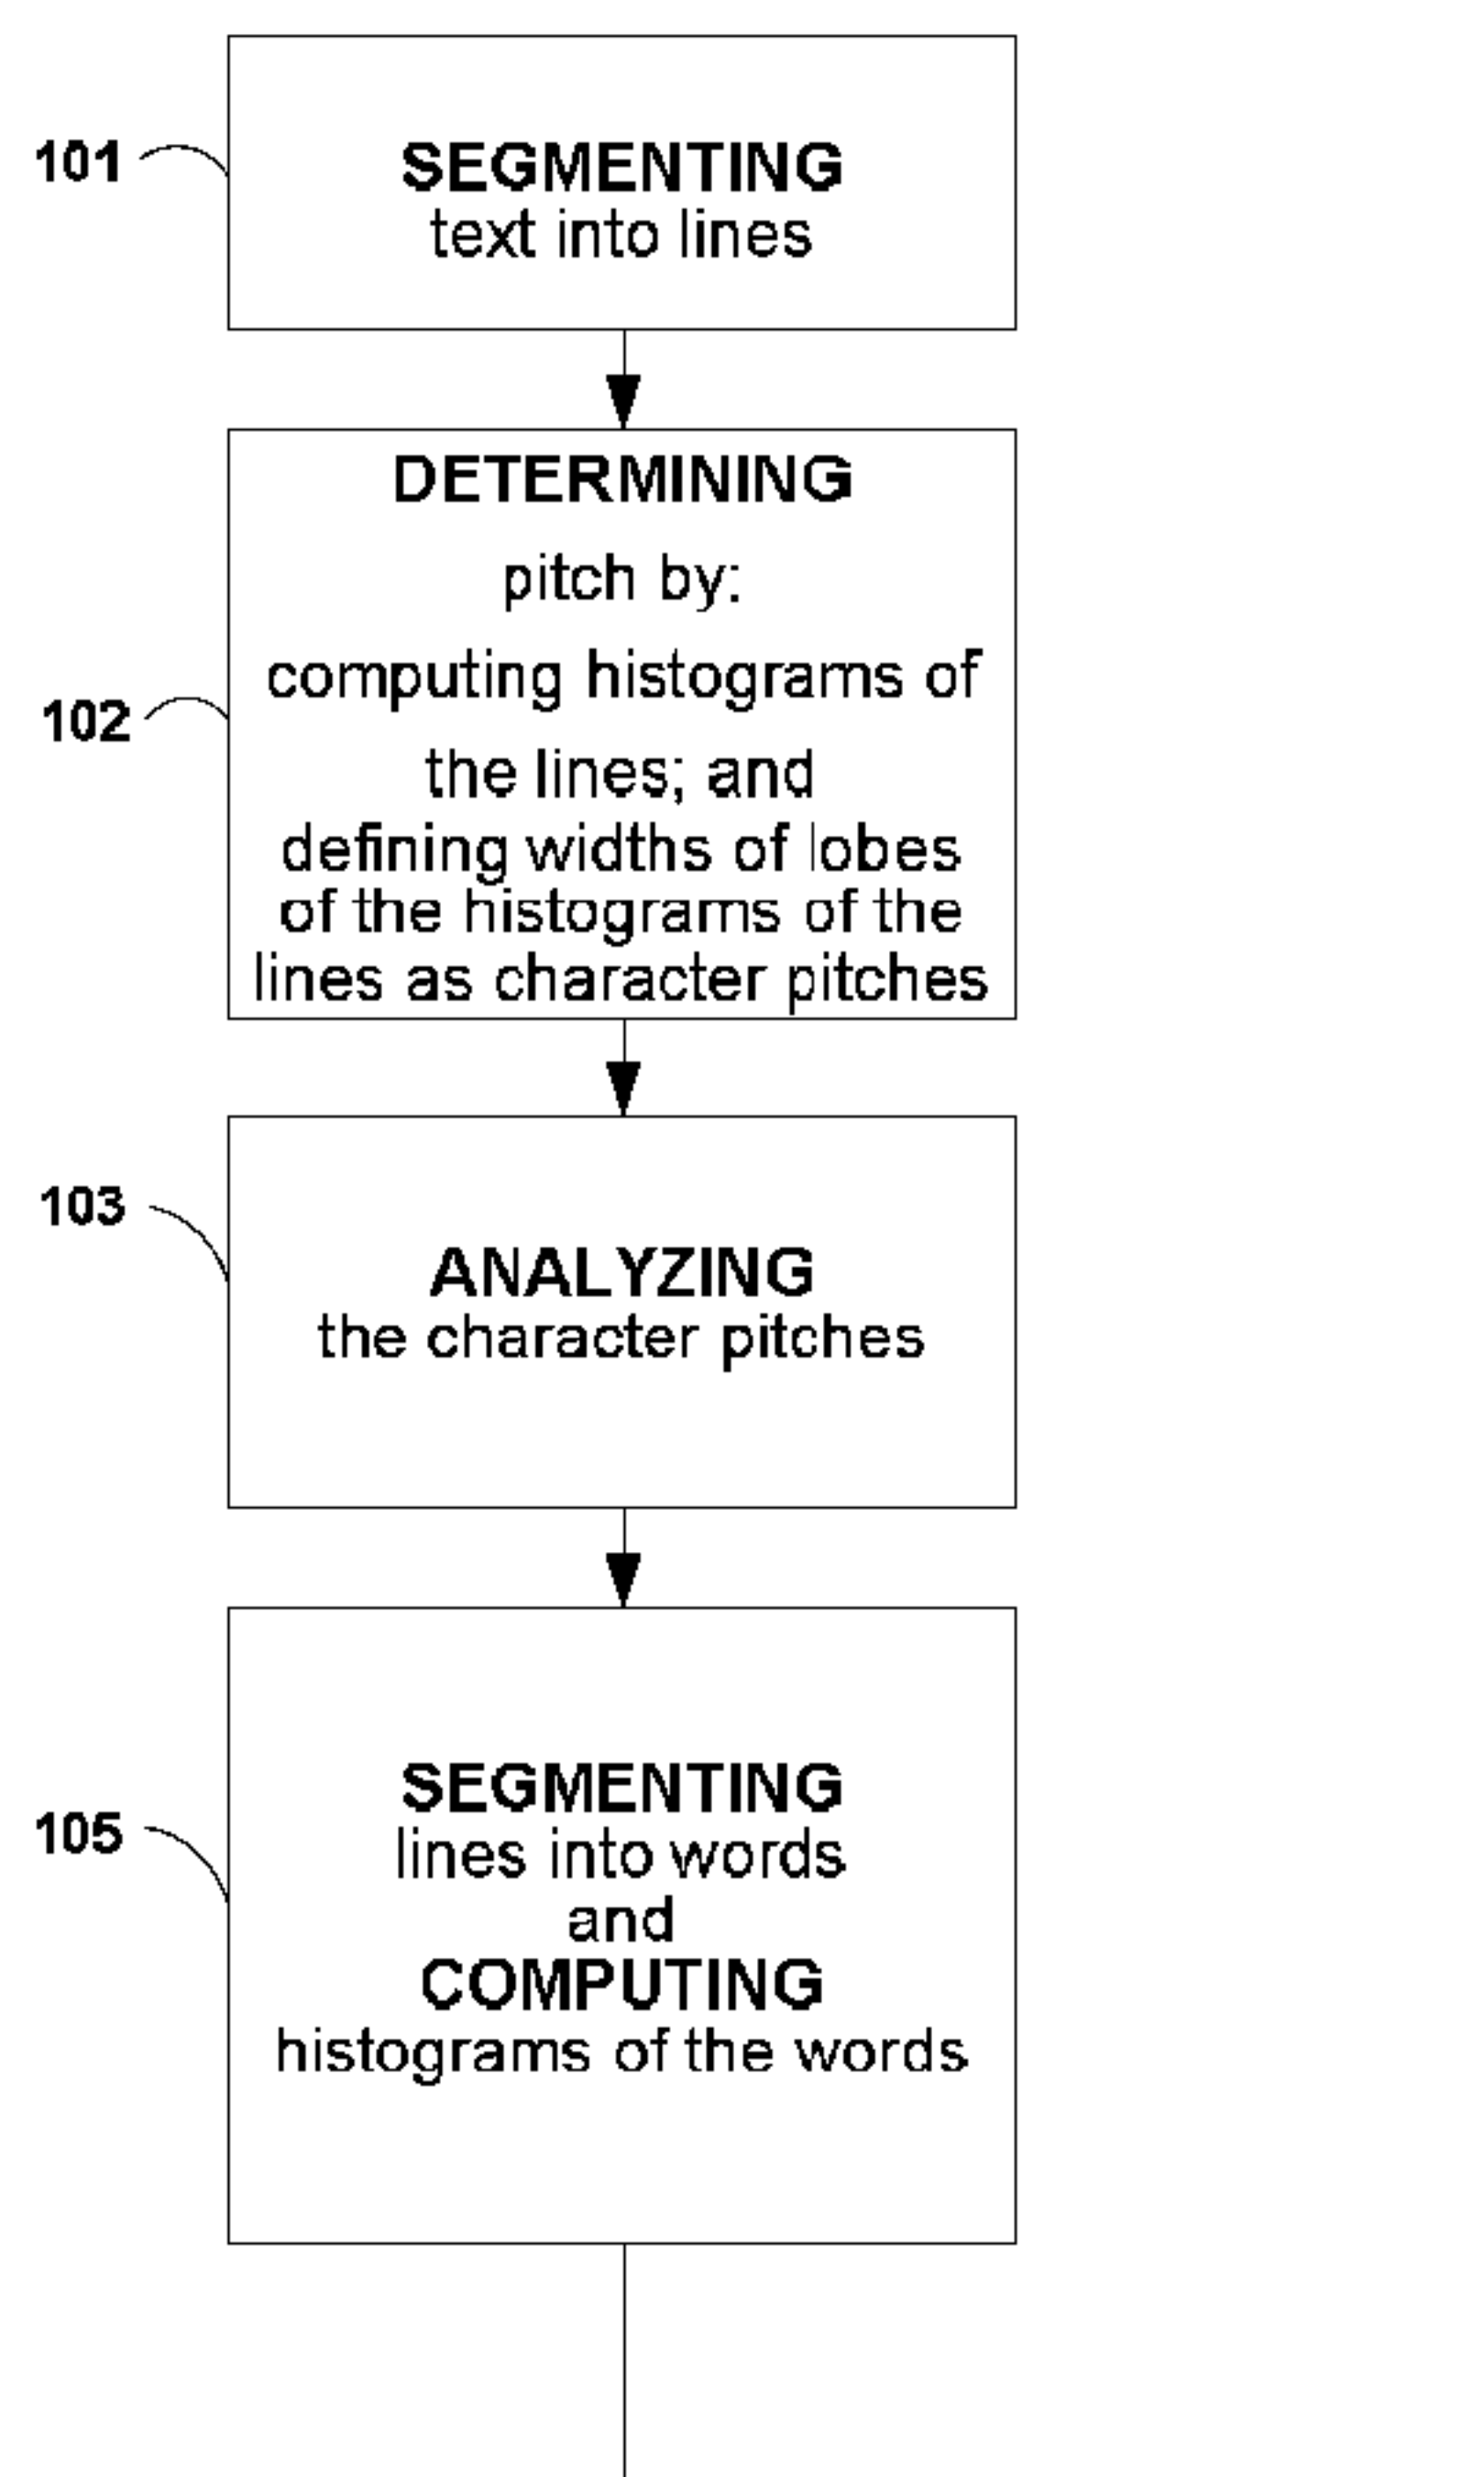 101
SEGMENTING
text into lines
DETERMINING
pitch by:
computing histograms of
102
the lines; and
defining widths of lobes
of the histograms of the
lines as character pitches
103
ANALYZING
the character pitches
105
SEGMENTING
lines into words
and
COMPUTING
histograms of the words